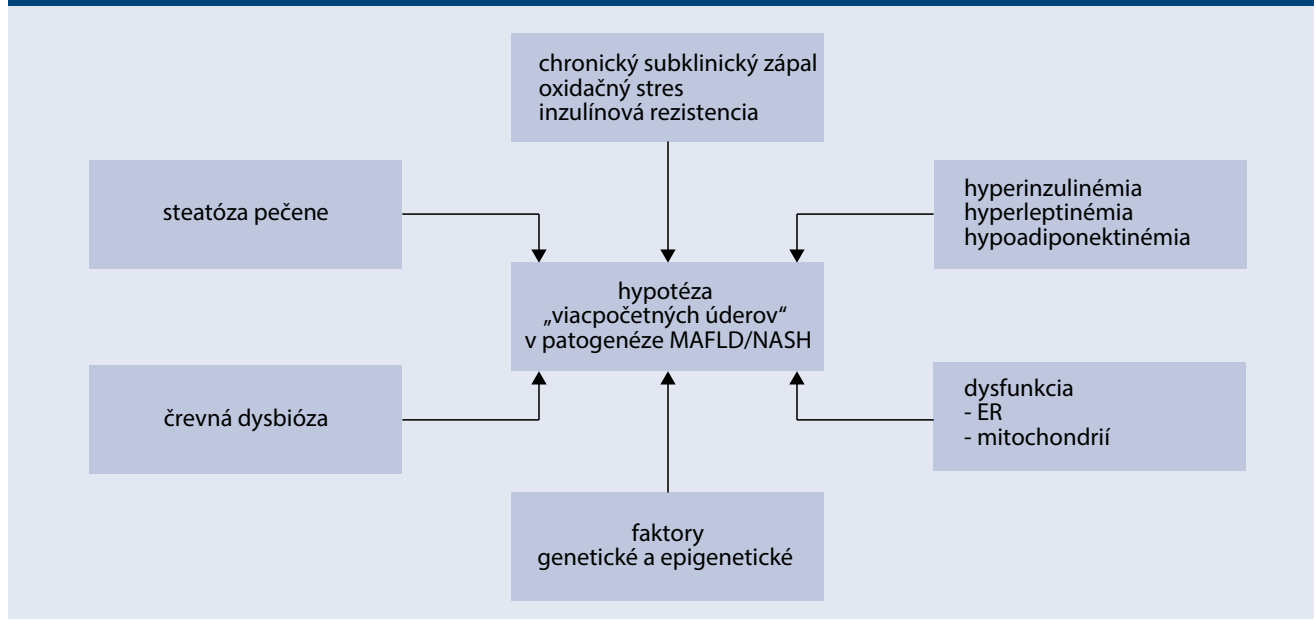 chronický subklinický zápal
oxidačný stres
inzulínová rezistencia
steatóza pečene
hyperinzulinémia
hyperleptinémia
hypoadiponektinémia
hypotéza
„viacpočetných úderov“
v patogenéze MAFLD/NASH
črevná dysbióza
dysfunkcia
- ER
- mitochondrií
faktory
genetické a epigenetické